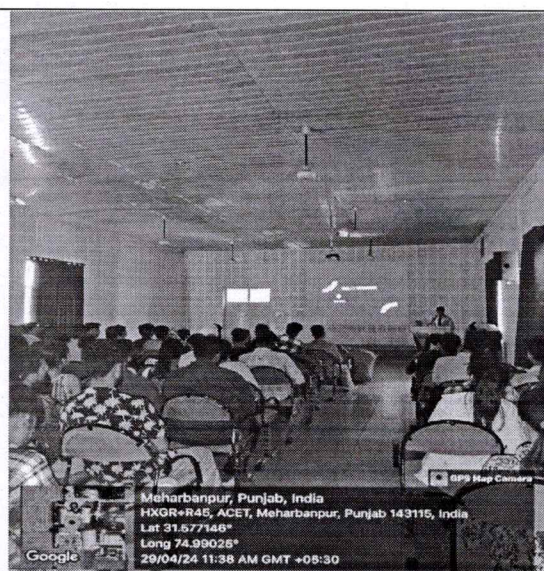 GPS Map Camera
Meharbanpur, Punjab, India
HXGR+R45, ACET, Meharbanpur, Punjab 143115, India
Lat 31.577146°
Long 74.99025°
29/04/24 11:38 AM GMT +05:30
Google